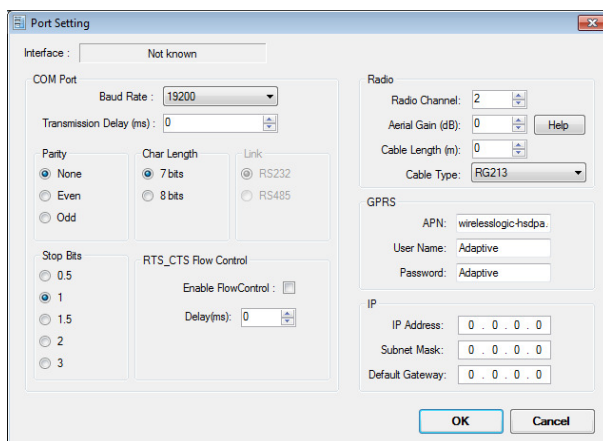 Port Setting
Interface :
Not known
COM Port
Baud Rate :
19200
Transmission Delay (ms) :
0
Parity
None
Even
Odd
Char Length
7 bits
8 bits
Link
RS232
RS485
Stop Bits
0.5
1
1.5
2
3
RTS_CTS Flow Control
Enable FlowControl :
Delay(ms):
0
Radio
Radio Channel:
2
Aerial Gain (dB):
0
Help
Cable Length (m):
0
Cable Type:
RG213
GPRS
APN:
wirelesslogic-hsdpa.
User Name:
Adaptive
Password:
Adaptive
IP
IP Address:
0 . 0 . 0 . 0
Subnet Mask:
0 . 0 . 0 . 0
Default Gateway:
0 . 0 . 0 . 0
OK
Cancel